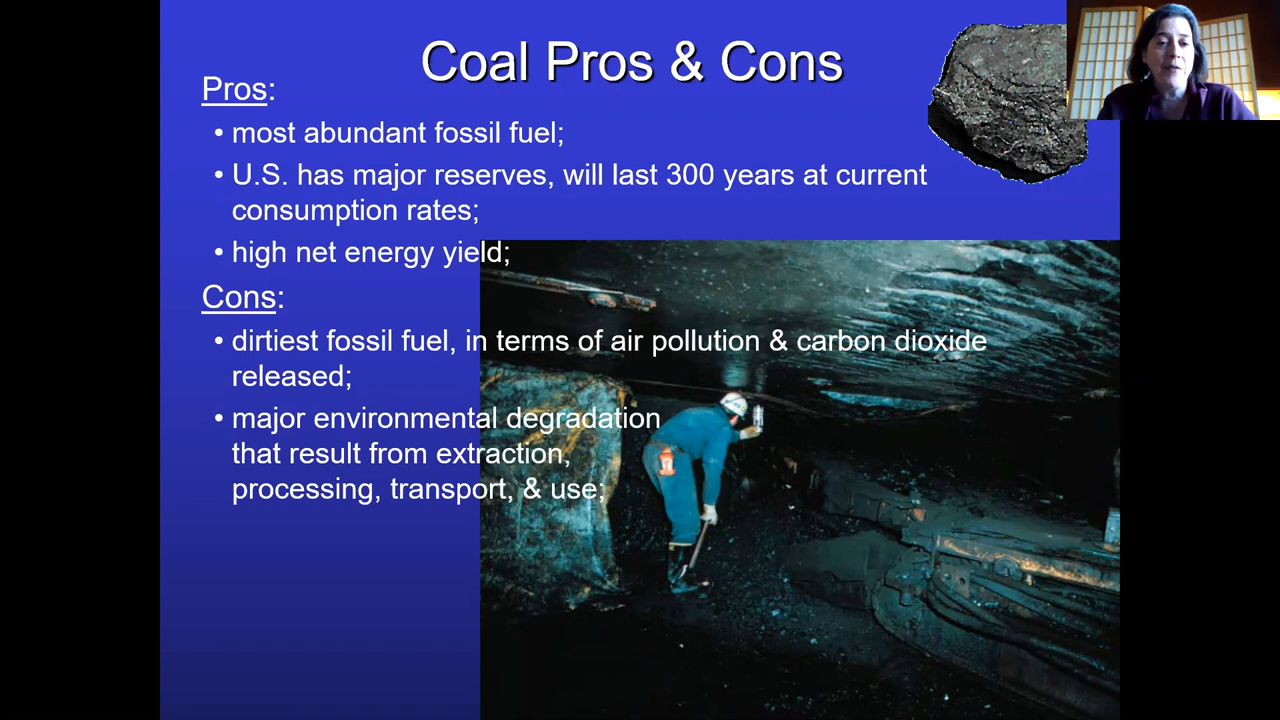 Coal Pros & Cons
Pros:
• most abundant fossil fuel;
• U.S. has major reserves, will last 300 years at current
consumption rates;
• high net energy yield;
Cons:
• dirtiest fossil fuel, in terms of air pollution & carbon dioxide
released;
• major environmental degradation
that result from extraction,
processing, transport, & use;